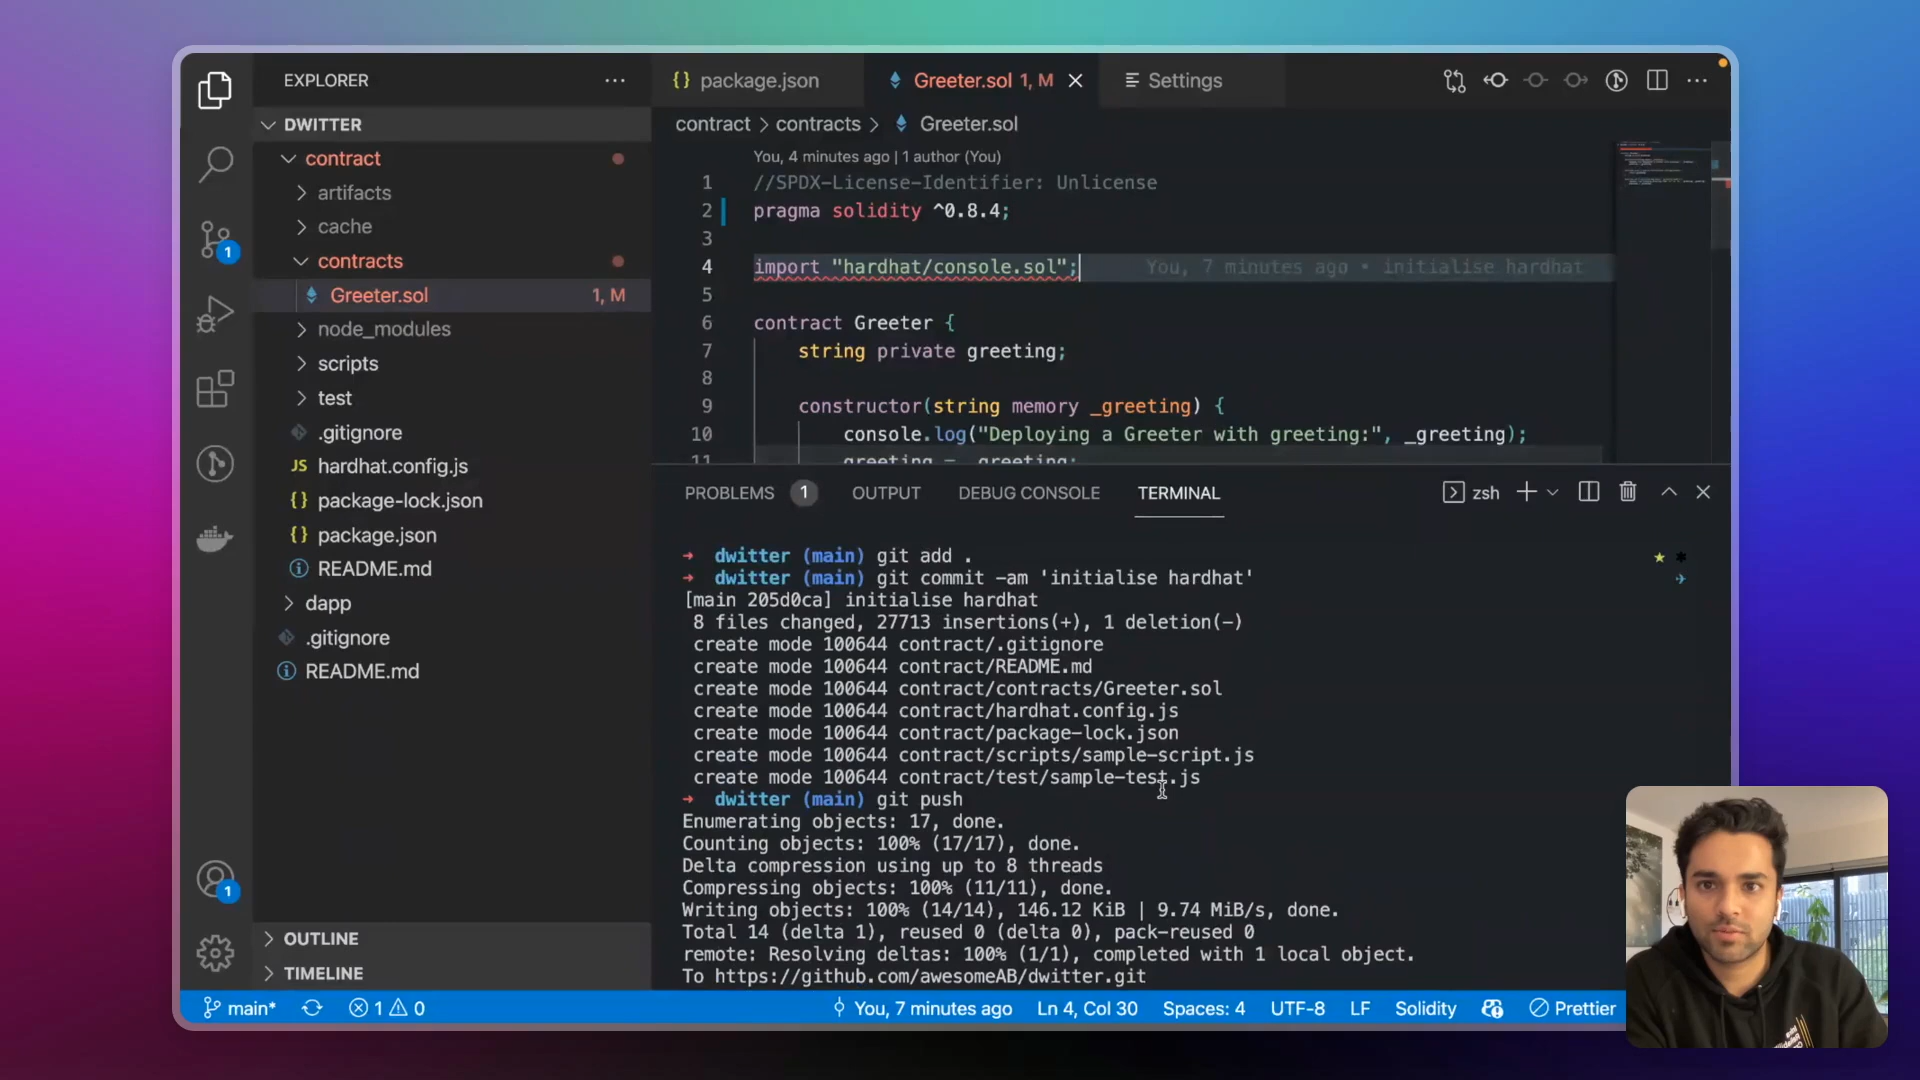 EXPLORER
DWITTER
contract
artifacts
cache
contracts
Greeter.sol 1, M
node_modules
scripts
test
.gitignore
JS hardhat.config.js
{} package-lock.json
{} package.json
README.md
dapp
.gitignore
README.md
OUTLINE
TIMELINE
1
1
{} package.json
Greeter.sol 1, M
Settings
contract > contracts > Greeter.sol
You, 4 minutes ago | 1 author (You)
1 //SPDX-License-Identifier: Unlicense
2 pragma solidity ^0.8.4;
3
4 import "hardhat/console.sol"; You, 7 minutes ago • initialise hardhat
5
6 contract Greeter {
7 string private greeting;
8
9 constructor(string memory _greeting) {
10 console.log("Deploying a Greeter with greeting:", _greeting);
11 greeting = _greeting;
PROBLEMS 1 OUTPUT DEBUG CONSOLE TERMINAL zsh
→ dwitter (main) git add .
→ dwitter (main) git commit -am 'initialise hardhat'
[main 205d0ca] initialise hardhat
8 files changed, 27713 insertions(+), 1 deletion(-)
create mode 100644 contract/.gitignore
create mode 100644 contract/README.md
create mode 100644 contract/contracts/Greeter.sol
create mode 100644 contract/hardhat.config.js
create mode 100644 contract/package-lock.json
create mode 100644 contract/scripts/sample-script.js
create mode 100644 contract/test/sample-test.js
→ dwitter (main) git push
Enumerating objects: 17, done.
Counting objects: 100% (17/17), done.
Delta compression using up to 8 threads
Compressing objects: 100% (11/11), done.
Writing objects: 100% (14/14), 146.12 KiB | 9.74 MiB/s, done.
Total 14 (delta 1), reused 0 (delta 0), pack-reused 0
remote: Resolving deltas: 100% (1/1), completed with 1 local object.
To https://github.com/awesomeAB/dwitter.git
main* 1 0 You, 7 minutes ago Ln 4, Col 30 Spaces: 4 UTF-8 LF Solidity Prettier